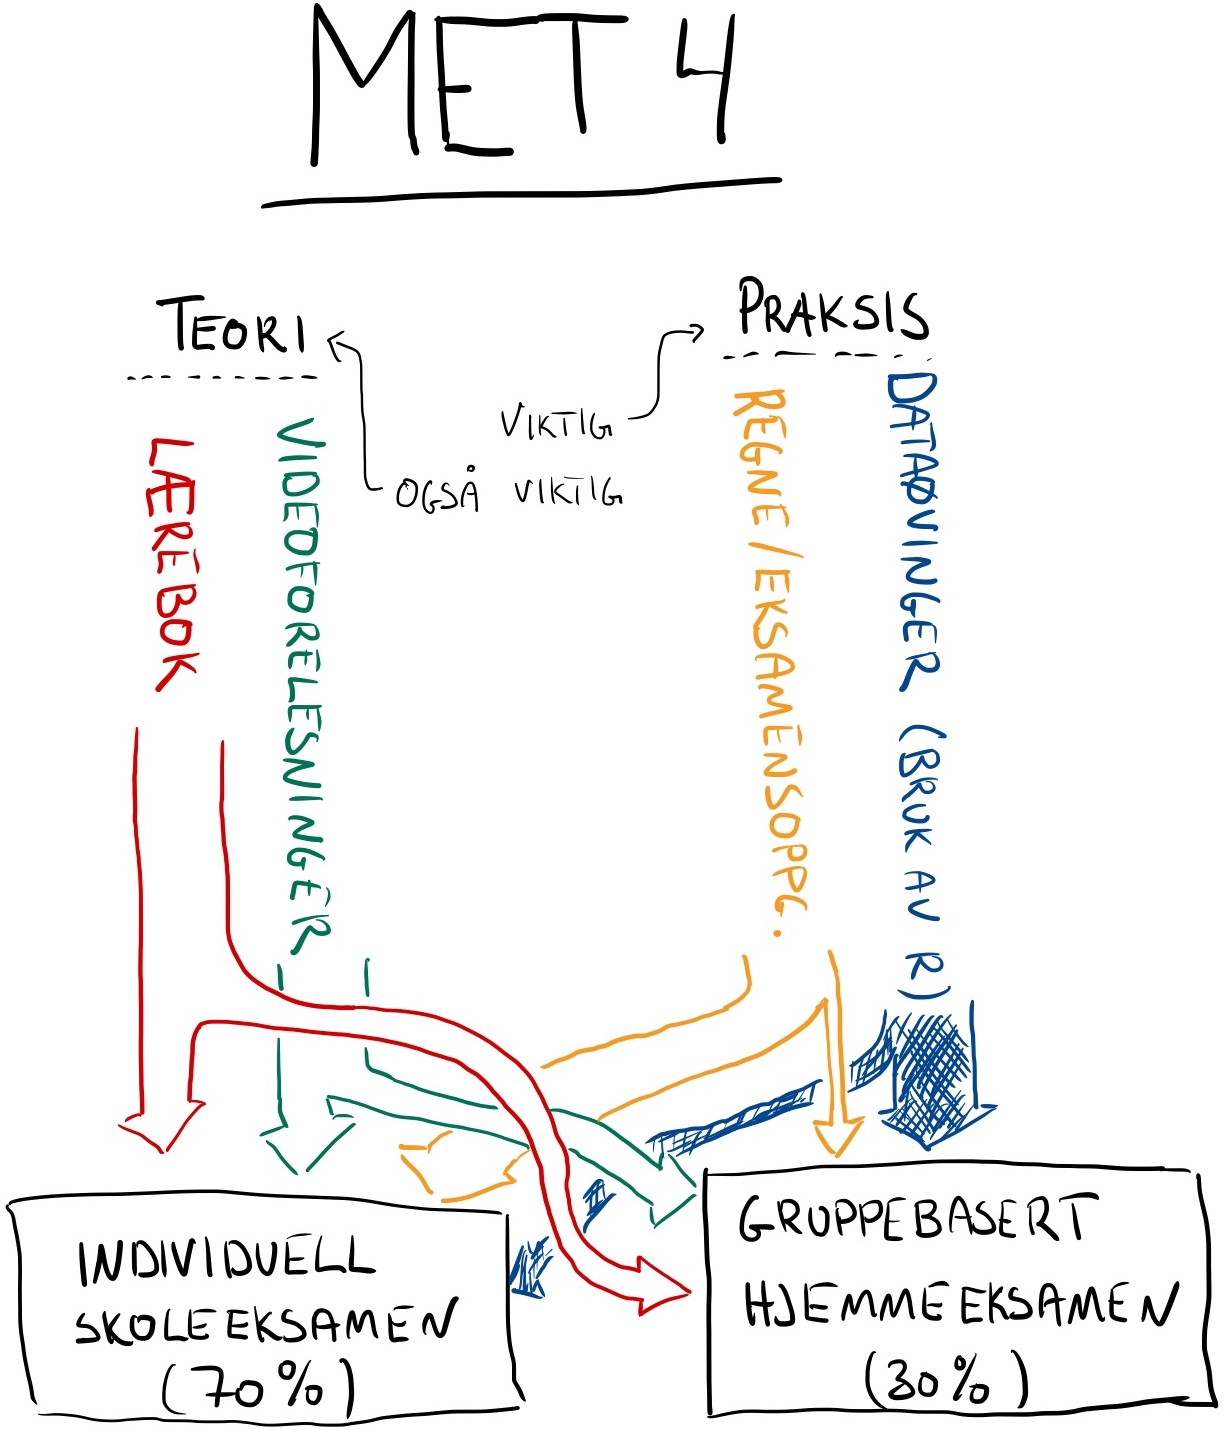 MET 4
TEORI
PRAKSIS
VIKTIG
OGSÅ VIKTIG
LÆREBOK
VIDEOFORELESNINGER
REGNE/EKSAMENSOPPG.
DATAØVINGER (BRUK AV R)
INDIVIDUELL
SKOLEEKSAMEN
(70%)
GRUPPEBASERT
HJEMMEEKSAMEN
(30%)